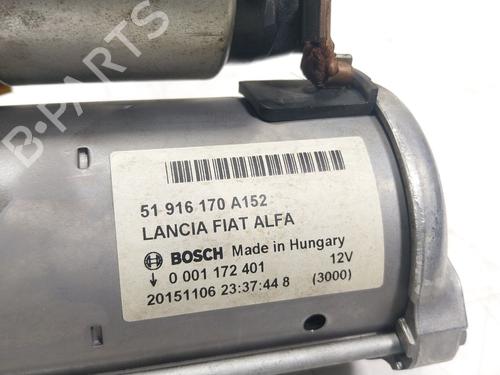 B-PARTS
51 916 170 A152
LANCIA FIAT ALFA
BOSCH Made in Hungary
0 001 172 401 12V
20151106 23:37:44 8 (3000)